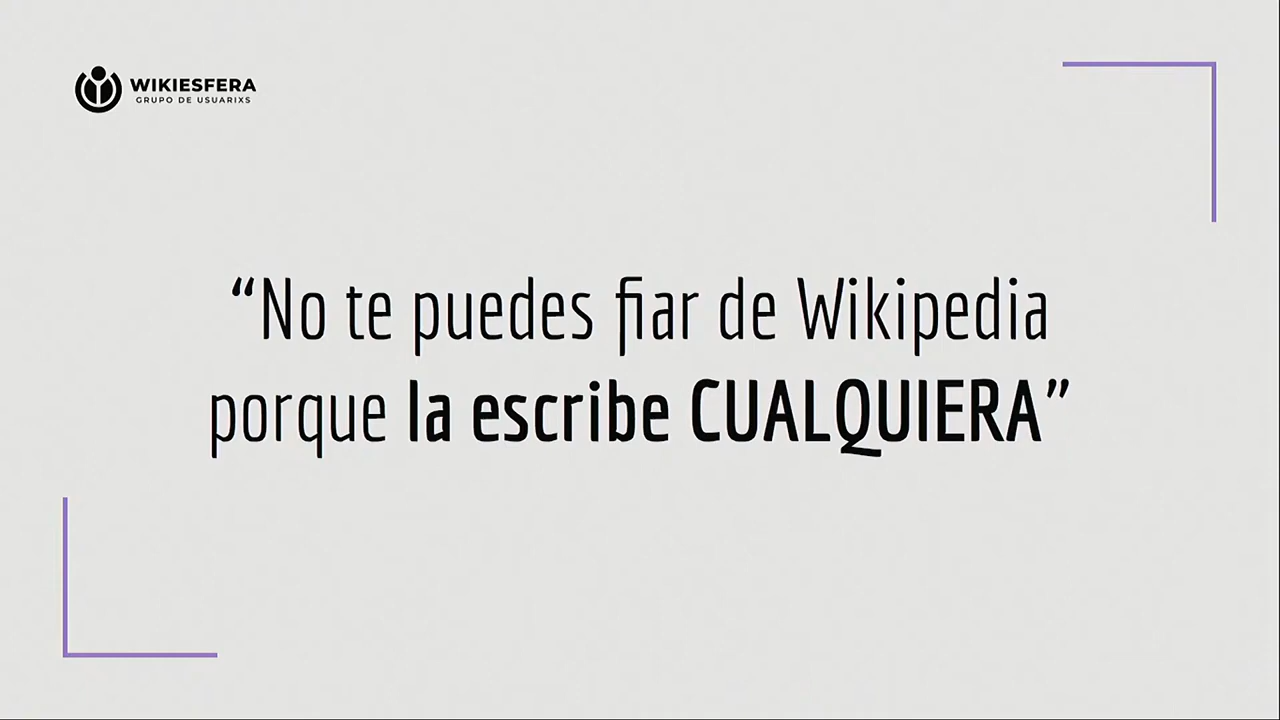 WIKIESFERA
GRUPO DE USUARIXS
“No te puedes fiar de Wikipedia
porque la escribe CUALQUIERA”